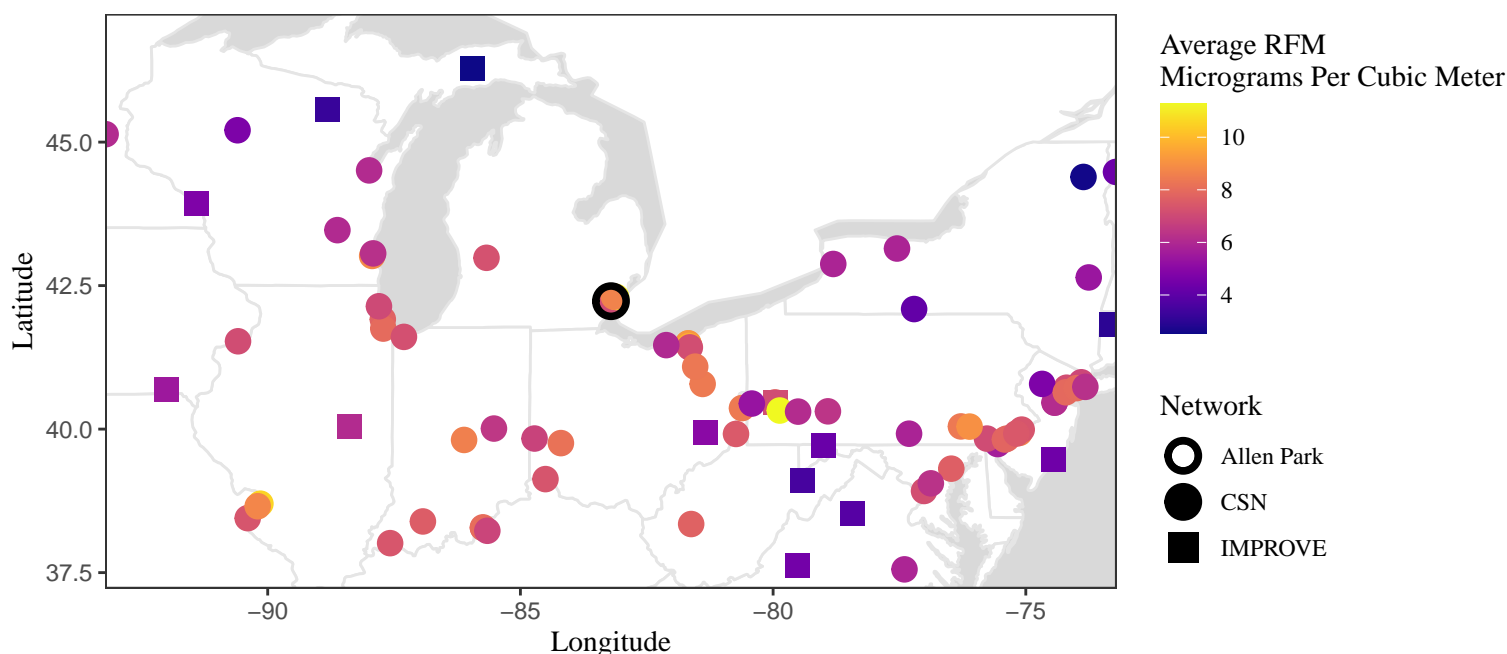 Average RFM
Micrograms Per Cubic Meter
10
8
6
4
Network
Allen Park
CSN
IMPROVE
Latitude
45.0
42.5
40.0
37.5
−90
−85
−80
−75
Longitude